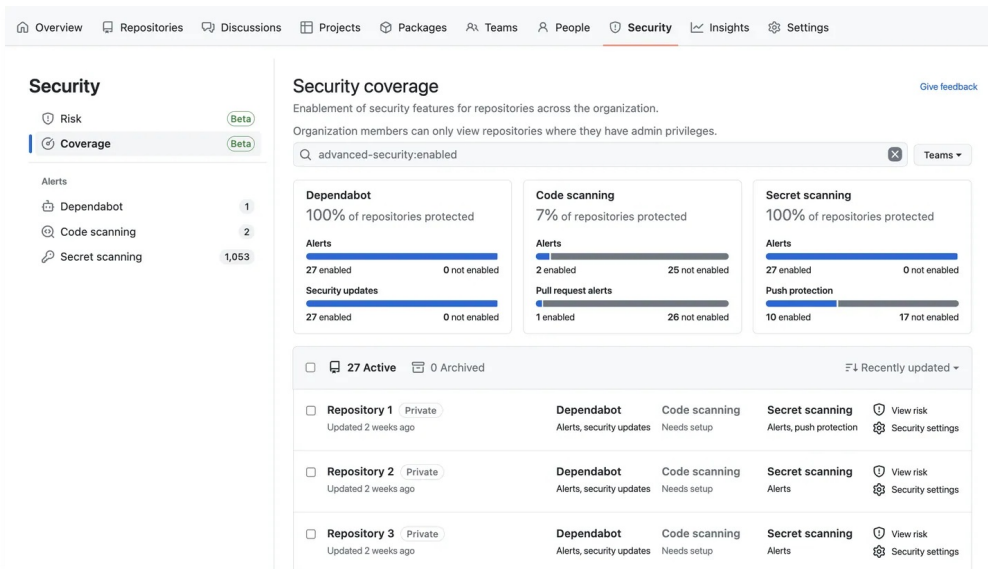 Overview Repositories Discussions Projects Packages Teams People Security Insights Settings
Security
Risk Beta
Coverage Beta
Alerts
Dependabot 1
Code scanning 2
Secret scanning 1,053
Security coverage
Give feedback
Enablement of security features for repositories across the organization.
Organization members can only view repositories where they have admin privileges.
advanced-security:enabled
Teams
Dependabot
100% of repositories protected
Alerts
27 enabled 0 not enabled
Security updates
27 enabled 0 not enabled
Code scanning
7% of repositories protected
Alerts
2 enabled 25 not enabled
Pull request alerts
1 enabled 26 not enabled
Secret scanning
100% of repositories protected
Alerts
27 enabled 0 not enabled
Push protection
10 enabled 17 not enabled
27 Active 0 Archived Recently updated
Repository 1 Private Dependabot Code scanning Secret scanning View risk
Updated 2 weeks ago Alerts, security updates Needs setup Alerts, push protection Security settings
Repository 2 Private Dependabot Code scanning Secret scanning View risk
Updated 2 weeks ago Alerts, security updates Needs setup Alerts Security settings
Repository 3 Private Dependabot Code scanning Secret scanning View risk
Updated 2 weeks ago Alerts, security updates Needs setup Alerts Security settings